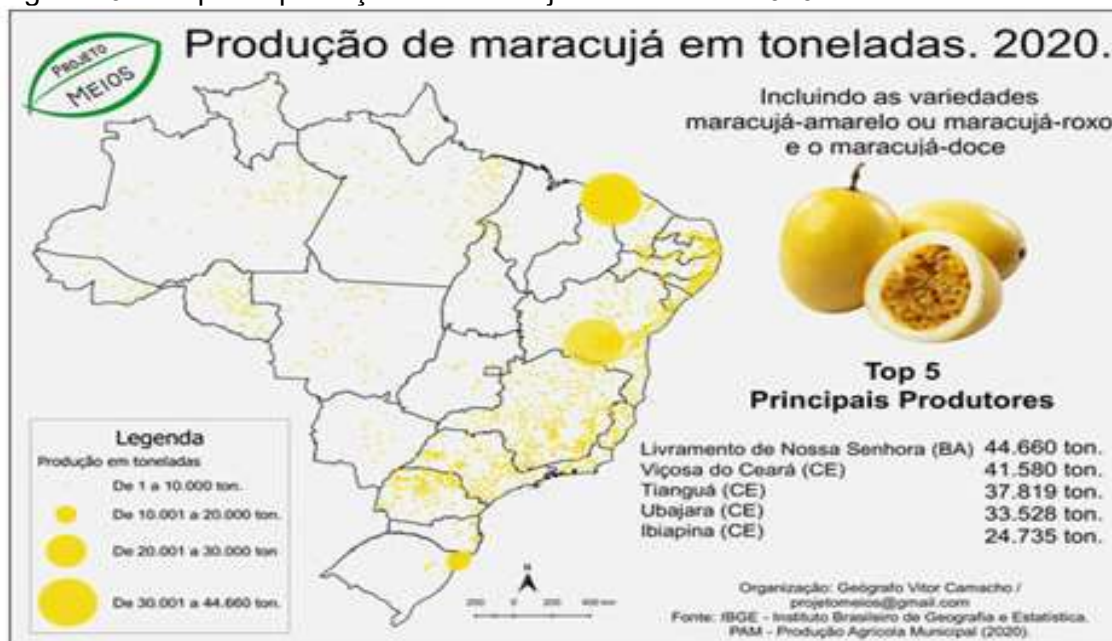 PROJETO
MEIOS
Produção de maracujá em toneladas. 2020.
Incluindo as variedades
maracujá-amarelo ou maracujá-roxo
e o maracujá-doce
Top 5
Principais Produtores
Livramento de Nossa Senhora (BA) 44.660 ton.
Viçosa do Ceará (CE) 41.580 ton.
Tianguá (CE) 37.819 ton.
Ubajara (CE) 33.528 ton.
Ibiapina (CE) 24.735 ton.
Legenda
Produção em toneladas
De 1 a 10.000 ton.
De 10.001 a 20.000 ton.
De 20.001 a 30.000 ton
De 30.001 a 44.660 ton.
N
200 0 200 400 km
Organização: Geógrafo Vitor Camacho /
projetomeios@gmail.com
Fonte: IBGE - Instituto Brasileiro de Geografia e Estatística.
PAM - Produção Agrícola Municipal (2020).